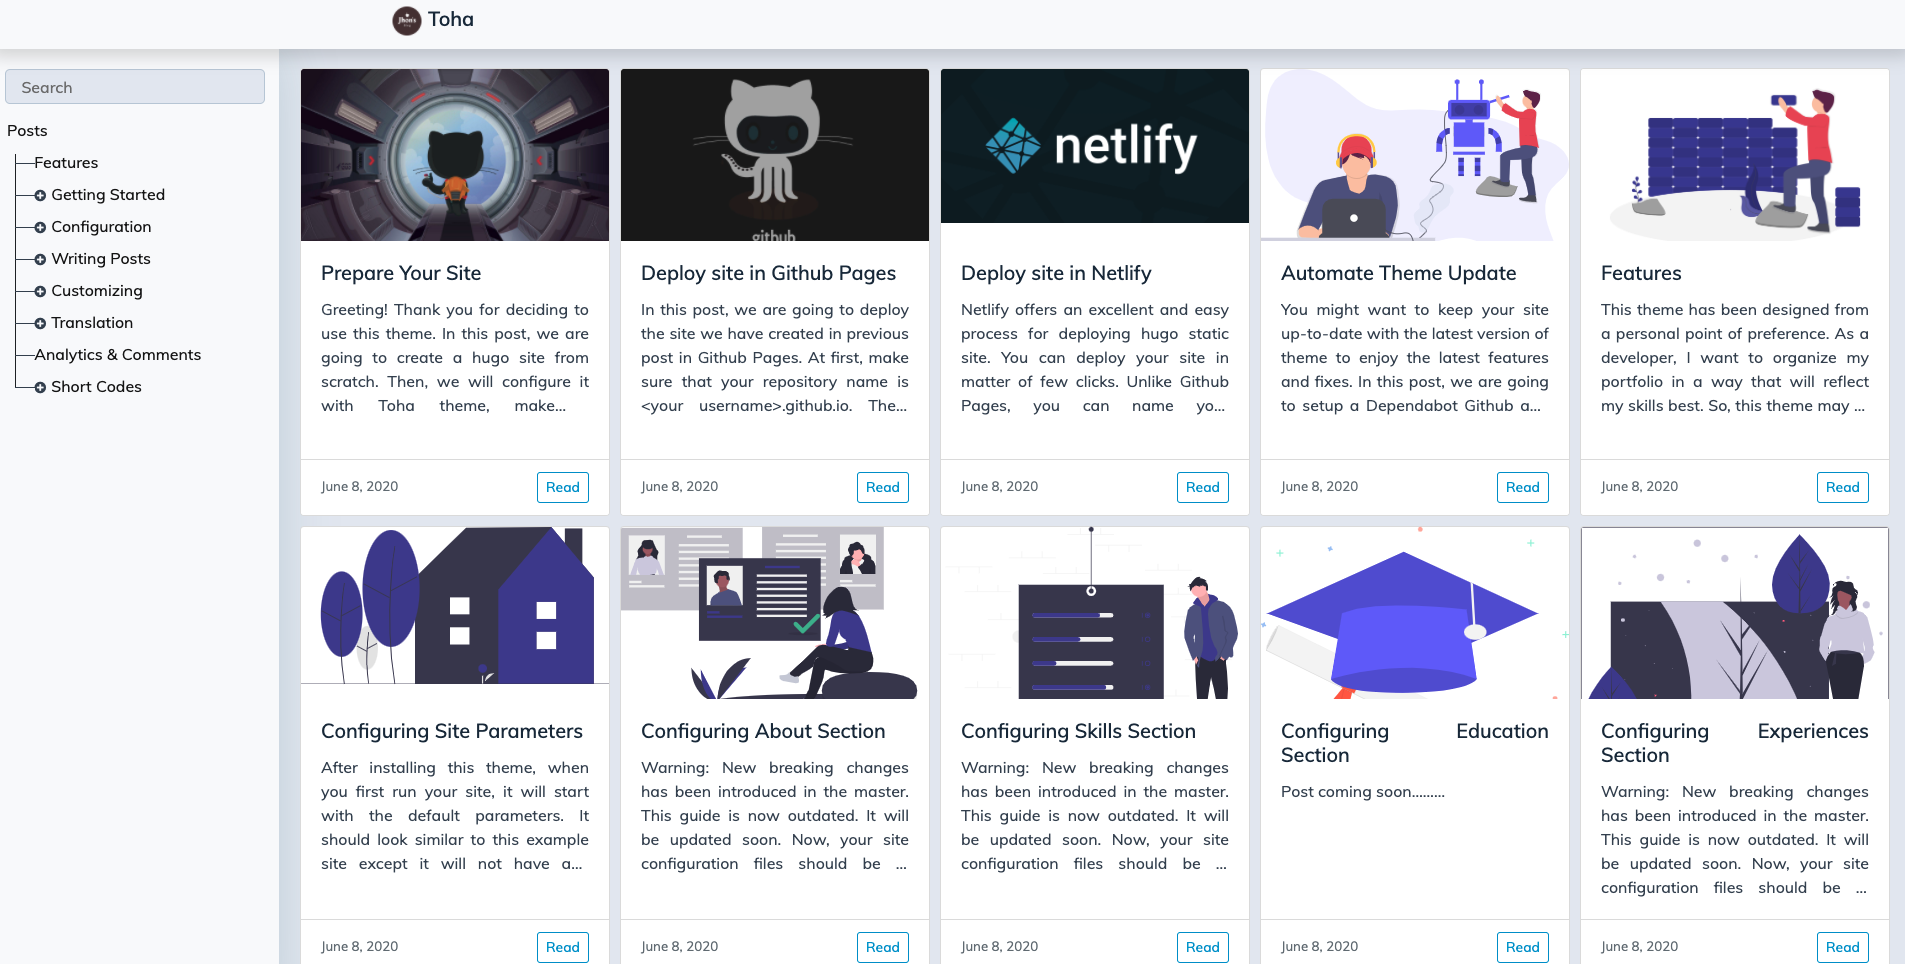 Toha
Search
Posts
Features
Getting Started
Configuration
Writing Posts
Customizing
Translation
Analytics & Comments
Short Codes
Prepare Your Site
Greeting! Thank you for deciding to
use this theme. In this post, we are
going to create a hugo site from
scratch. Then, we will configure it
with Toha theme, make...
June 8, 2020
Read
github
Deploy site in Github Pages
In this post, we are going to deploy
the site we have created in previous
post in Github Pages. At first, make
sure that your repository name is
<your username>.github.io. The...
June 8, 2020
Read
netlify
Deploy site in Netlify
Netlify offers an excellent and easy
process for deploying hugo static
site. You can deploy your site in
matter of few clicks. Unlike Github
Pages, you can name yo...
June 8, 2020
Read
Automate Theme Update
You might want to keep your site
up-to-date with the latest version of
theme to enjoy the latest features
and fixes. In this post, we are going
to setup a Dependabot Github a...
June 8, 2020
Read
Features
This theme has been designed from
a personal point of preference. As a
developer, I want to organize my
portfolio in a way that will reflect
my skills best. So, this theme may ...
June 8, 2020
Read
Configuring Site Parameters
After installing this theme, when
you first run your site, it will start
with the default parameters. It
should look similar to this example
site except it will not have a...
June 8, 2020
Read
Configuring About Section
Warning: New breaking changes
has been introduced in the master.
This guide is now outdated. It will
be updated soon. Now, your site
configuration files should be ...
June 8, 2020
Read
Configuring Skills Section
Warning: New breaking changes
has been introduced in the master.
This guide is now outdated. It will
be updated soon. Now, your site
configuration files should be ...
June 8, 2020
Read
Configuring Education
Section
Post coming soon.........
June 8, 2020
Read
Configuring Experiences
Section
Warning: New breaking changes
has been introduced in the master.
This guide is now outdated. It will
be updated soon. Now, your site
configuration files should be ...
June 8, 2020
Read